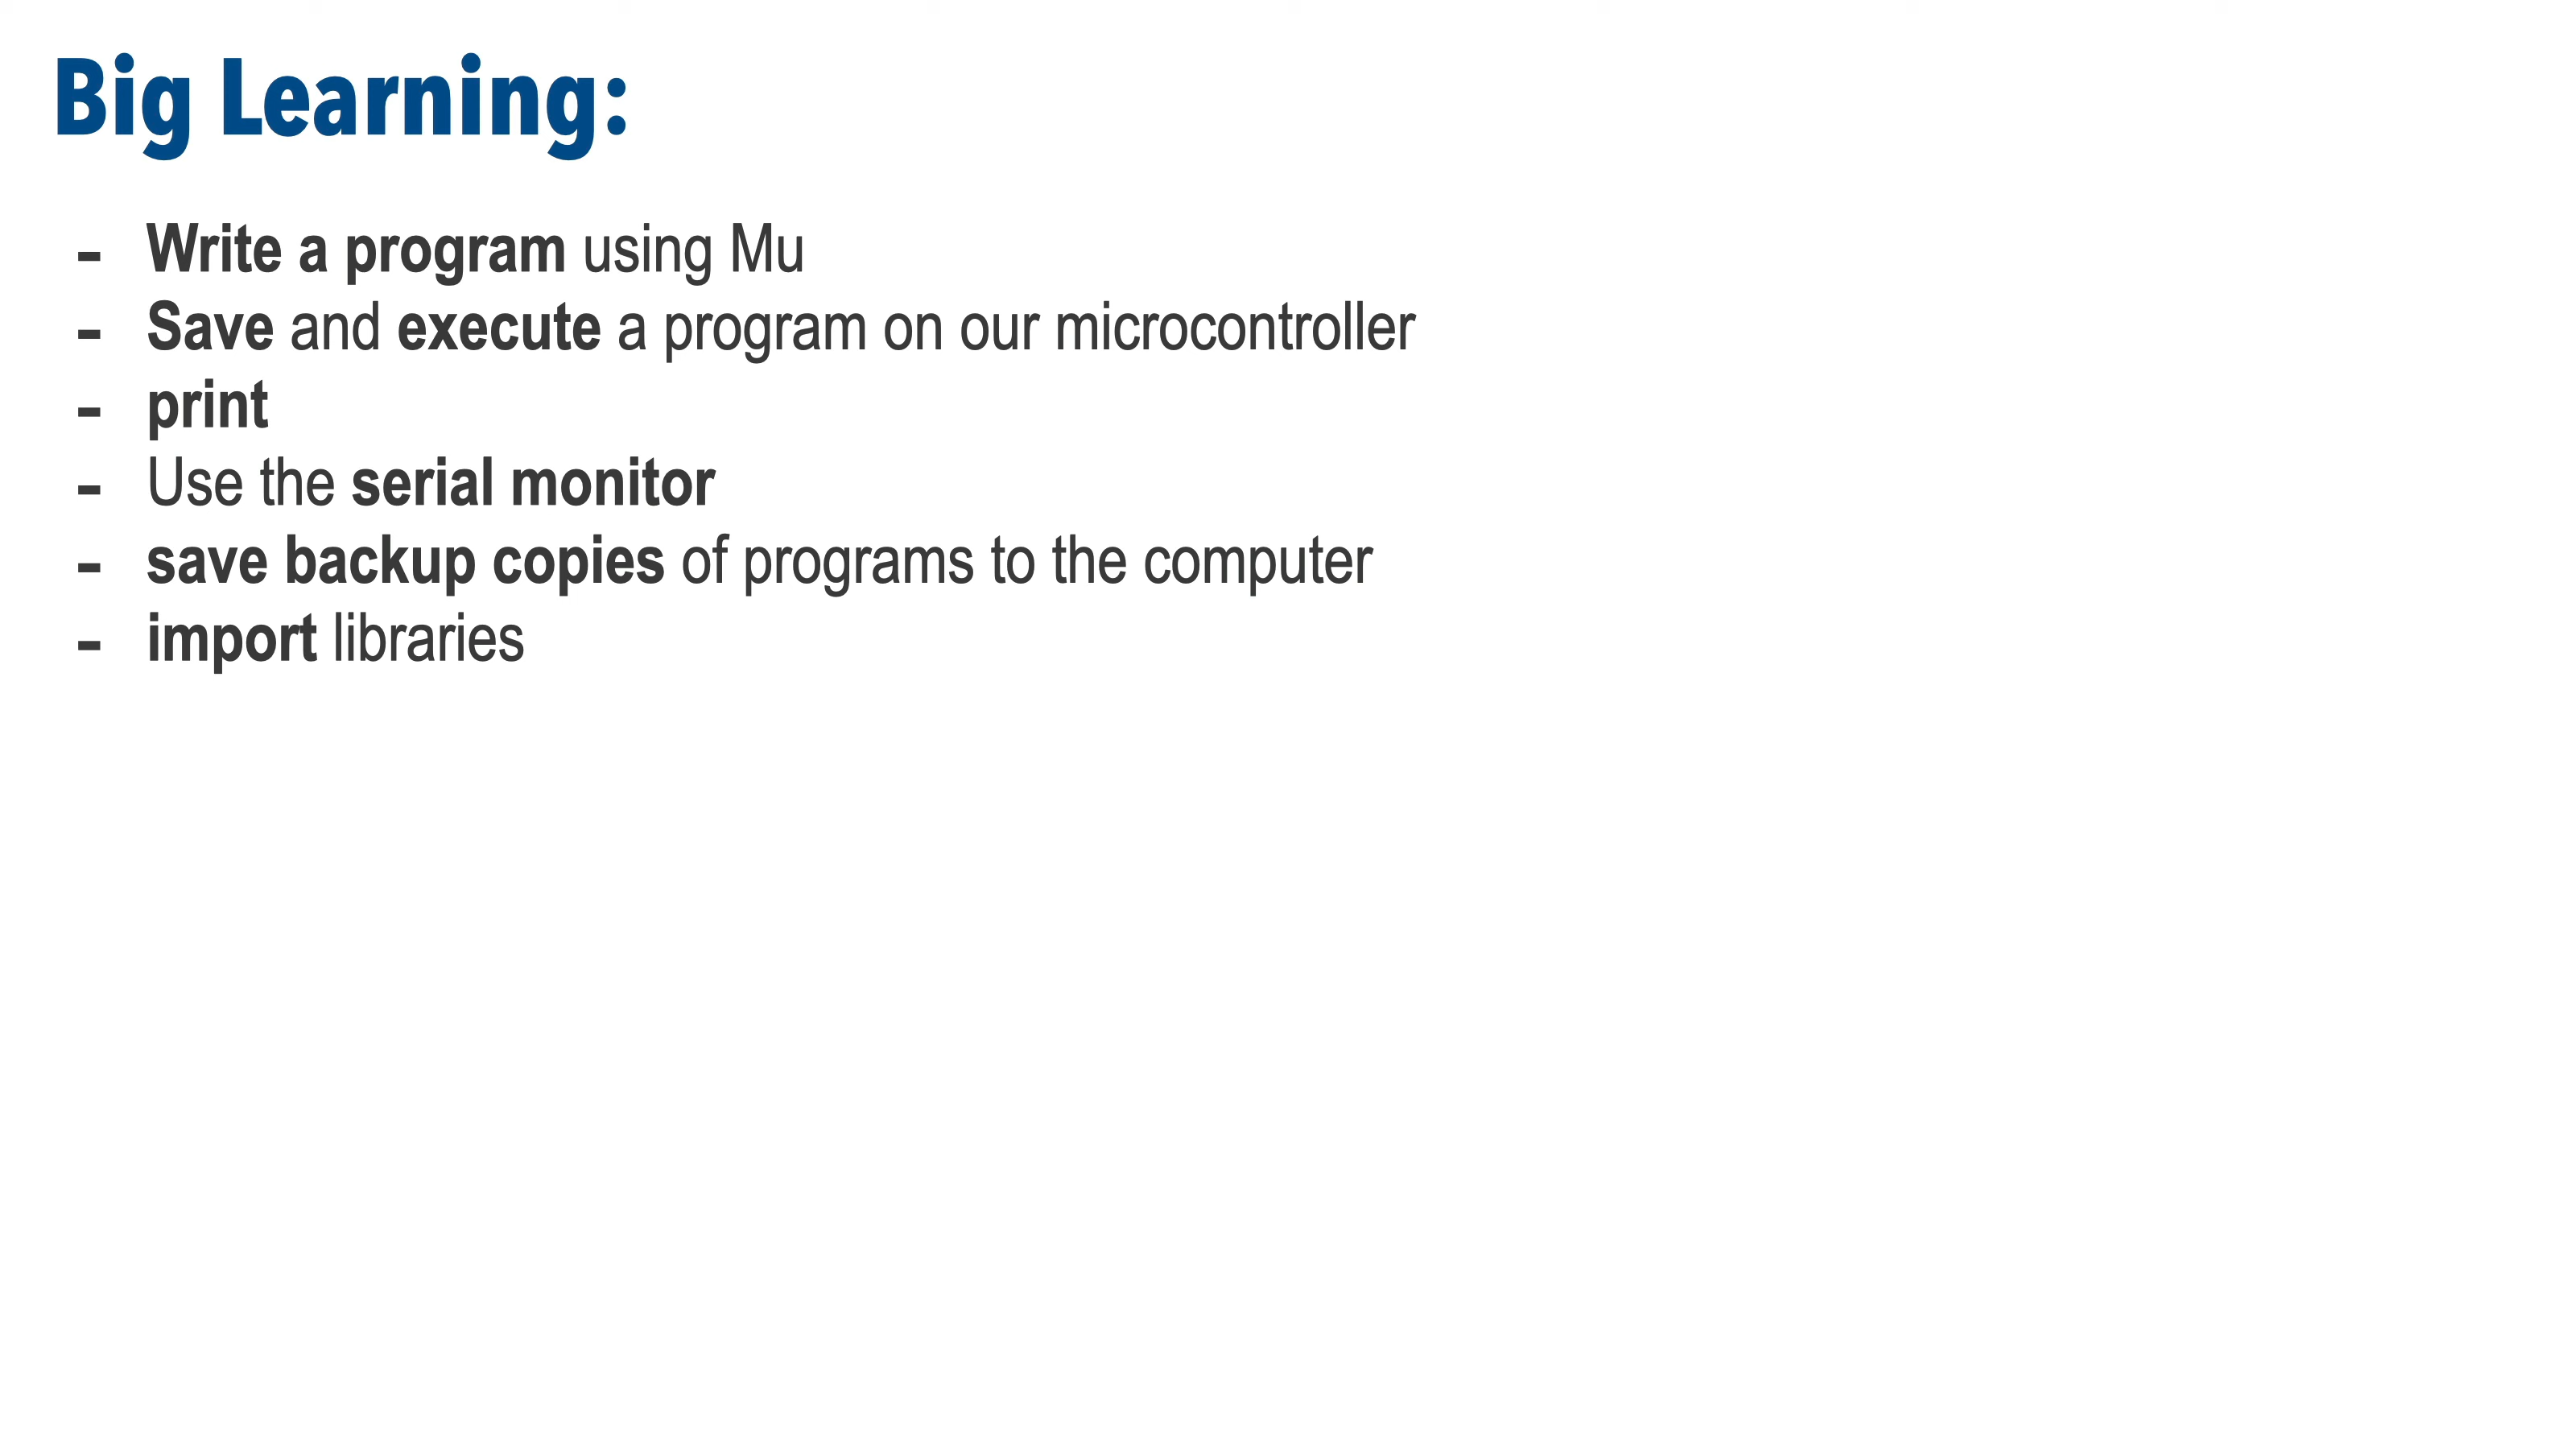 Big Learning:
- Write a program using Mu
- Save and execute a program on our microcontroller
- print
- Use the serial monitor
- save backup copies of programs to the computer
- import libraries